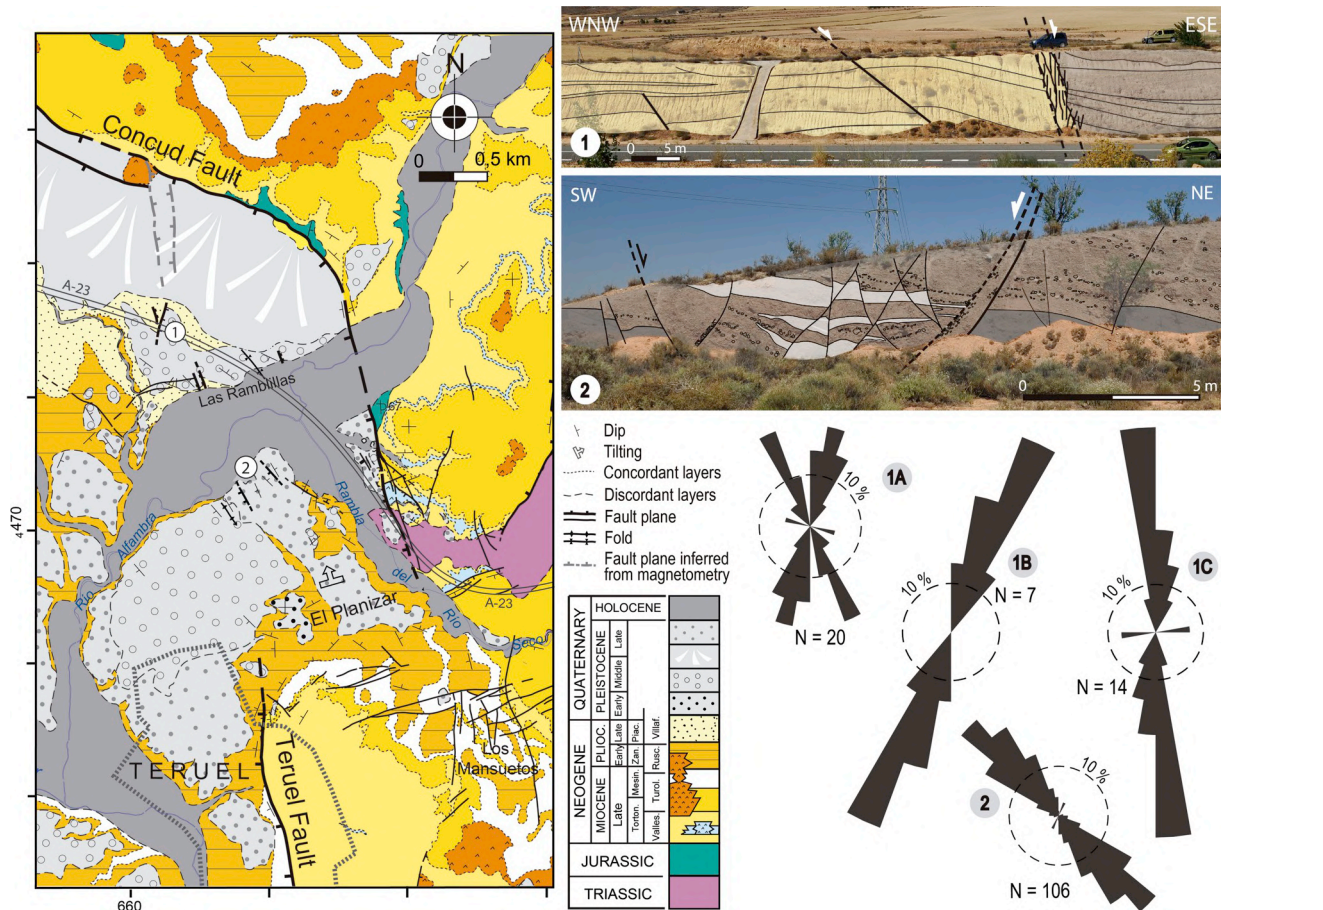 N
0
0,5 km
Concud Fault
A-23
1
Las Ramblillas
2
Río
Alfambra
Rambla
del
Río
Seco
A-23
El Planizar
TERUEL
Teruel Fault
Los
Mansuetos
4470
660
WNW
ESE
1
0
5 m
SW
NE
2
0
5 m
Dip
Tilting
Concordant layers
Discordant layers
Fault plane
Fold
Fault plane inferred
from magnetometry
QUATERNARY
HOLOCENE
PLEISTOCENE
Late
Middle
Early
NEOGENE
PLIOC.
Late
Early
Piac.
Zan.
Villaf.
Rusc.
MIOCENE
Late
Mesin.
Torton.
Turol.
Valles.
JURASSIC
TRIASSIC
1A
10 %
N = 20
1B
10 %
N = 7
1C
10 %
N = 14
2
10 %
N = 106